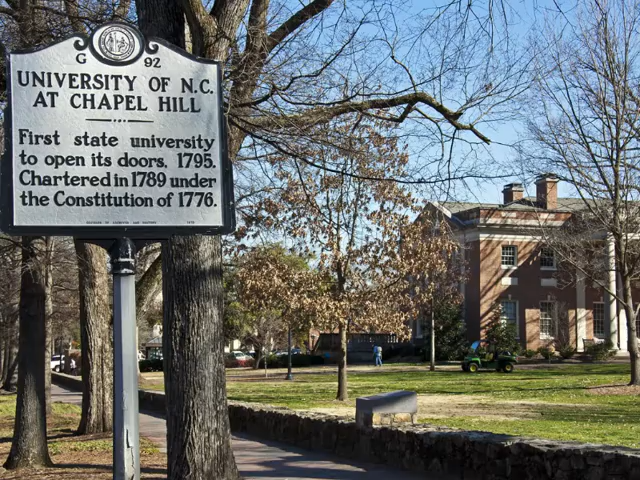 G 92
UNIVERSITY OF N.C.
AT CHAPEL HILL
First state university
to open its doors, 1795.
Chartered in 1789 under
the Constitution of 1776.